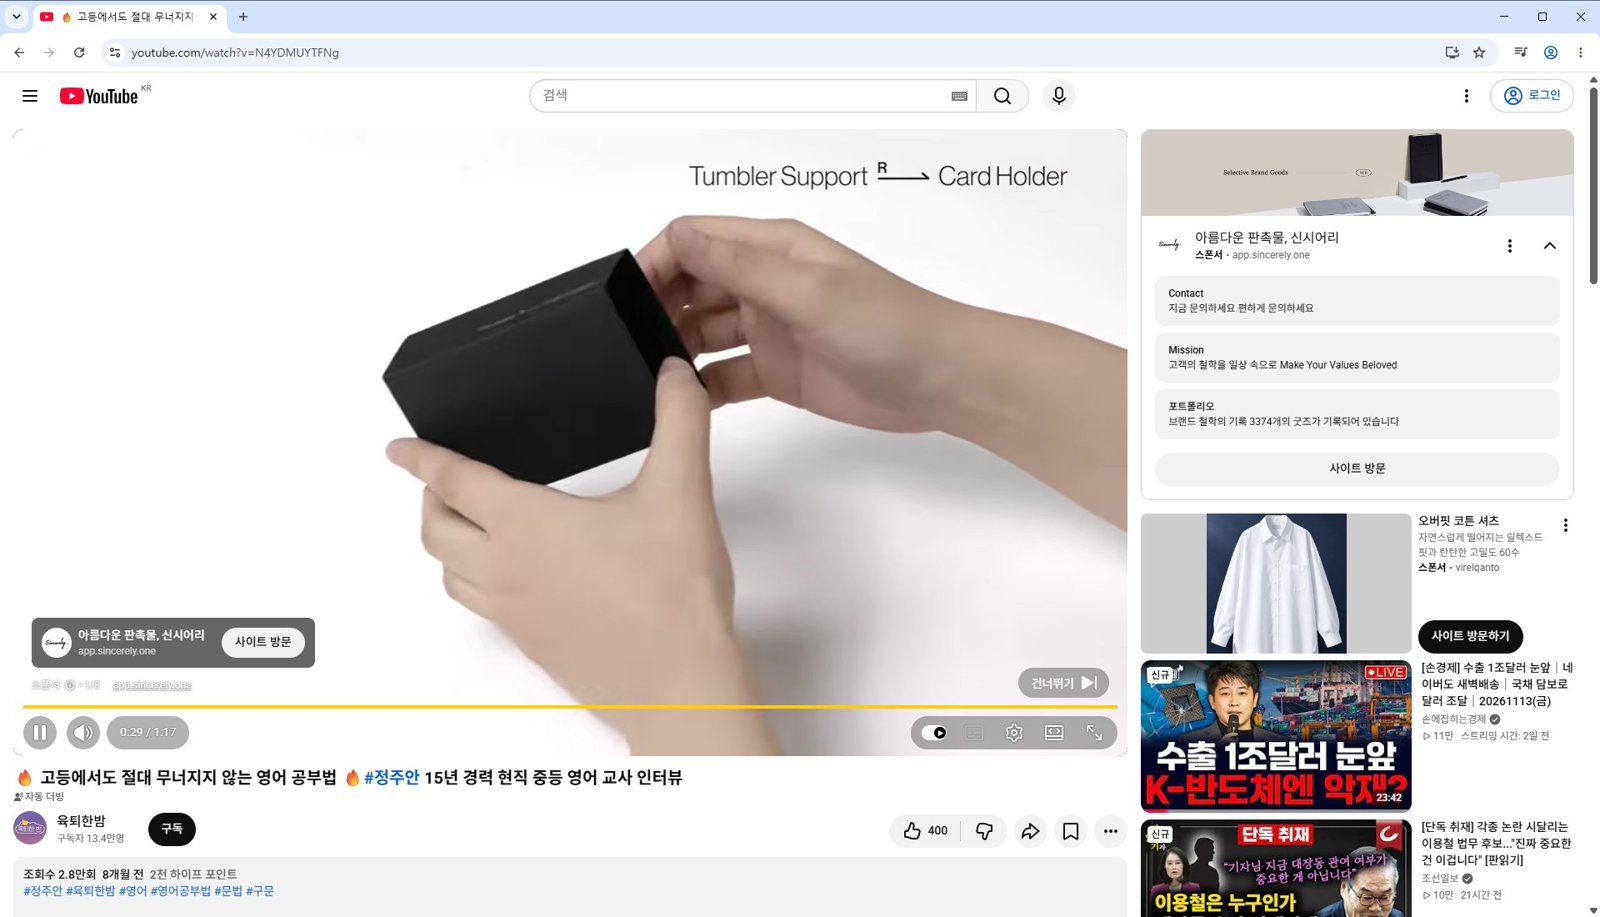 고등에서도 절대 무너지지
youtube.com/watch?v=N4YDMUYTFNg
YouTube KR
검색
로그인
Tumbler Support R Card Holder
아름다운 판촉물, 신시어리
app.sincerely.one
사이트 방문
스폰서 · 1/2 app.sincerely.one
건너뛰기
0:29 / 1:17
🔥 고등에서도 절대 무너지지 않는 영어 공부법 🔥 #정주안 15년 경력 현직 중등 영어 교사 인터뷰
자동 더빙
육퇴한밤
구독자 13.4만명
구독
400
조회수 2.8만회 8개월 전 2천 하이프 포인트
#정주안 #육퇴한밤 #영어 #영어공부법 #문법 #구문
Selective Brand Goods
Sincerely.
아름다운 판촉물, 신시어리
스폰서 · app.sincerely.one
Contact
지금 문의하세요 편하게 문의하세요
Mission
고객의 철학을 일상 속으로 Make Your Values Beloved
포트폴리오
브랜드 철학의 기록 3374개의 굿즈가 기록되어 있습니다
사이트 방문
오버핏 코튼 셔츠
자연스럽게 떨어지는 릴렉스드
핏과 탄탄한 고밀도 60수
스폰서 · virelqanto
사이트 방문하기
신규
LIVE
수출 1조달러 눈앞
K-반도체엔 악재?
23:42
[손경제] 수출 1조달러 눈앞｜네
이버도 새벽배송｜국채 담보로
달러 조달｜20261113(금)
손에잡히는경제
11만 스트리밍 시간: 2일 전
신규
단독 취재
"기자님 지금 대장동 관여 여부가
중요한 게 아닙니다"
이용철은 누구인가
[단독 취재] 각종 논란 시달리는
이용철 법무 후보..."진짜 중요한
건 이겁니다" [판읽기]
조선일보
10만 21시간 전